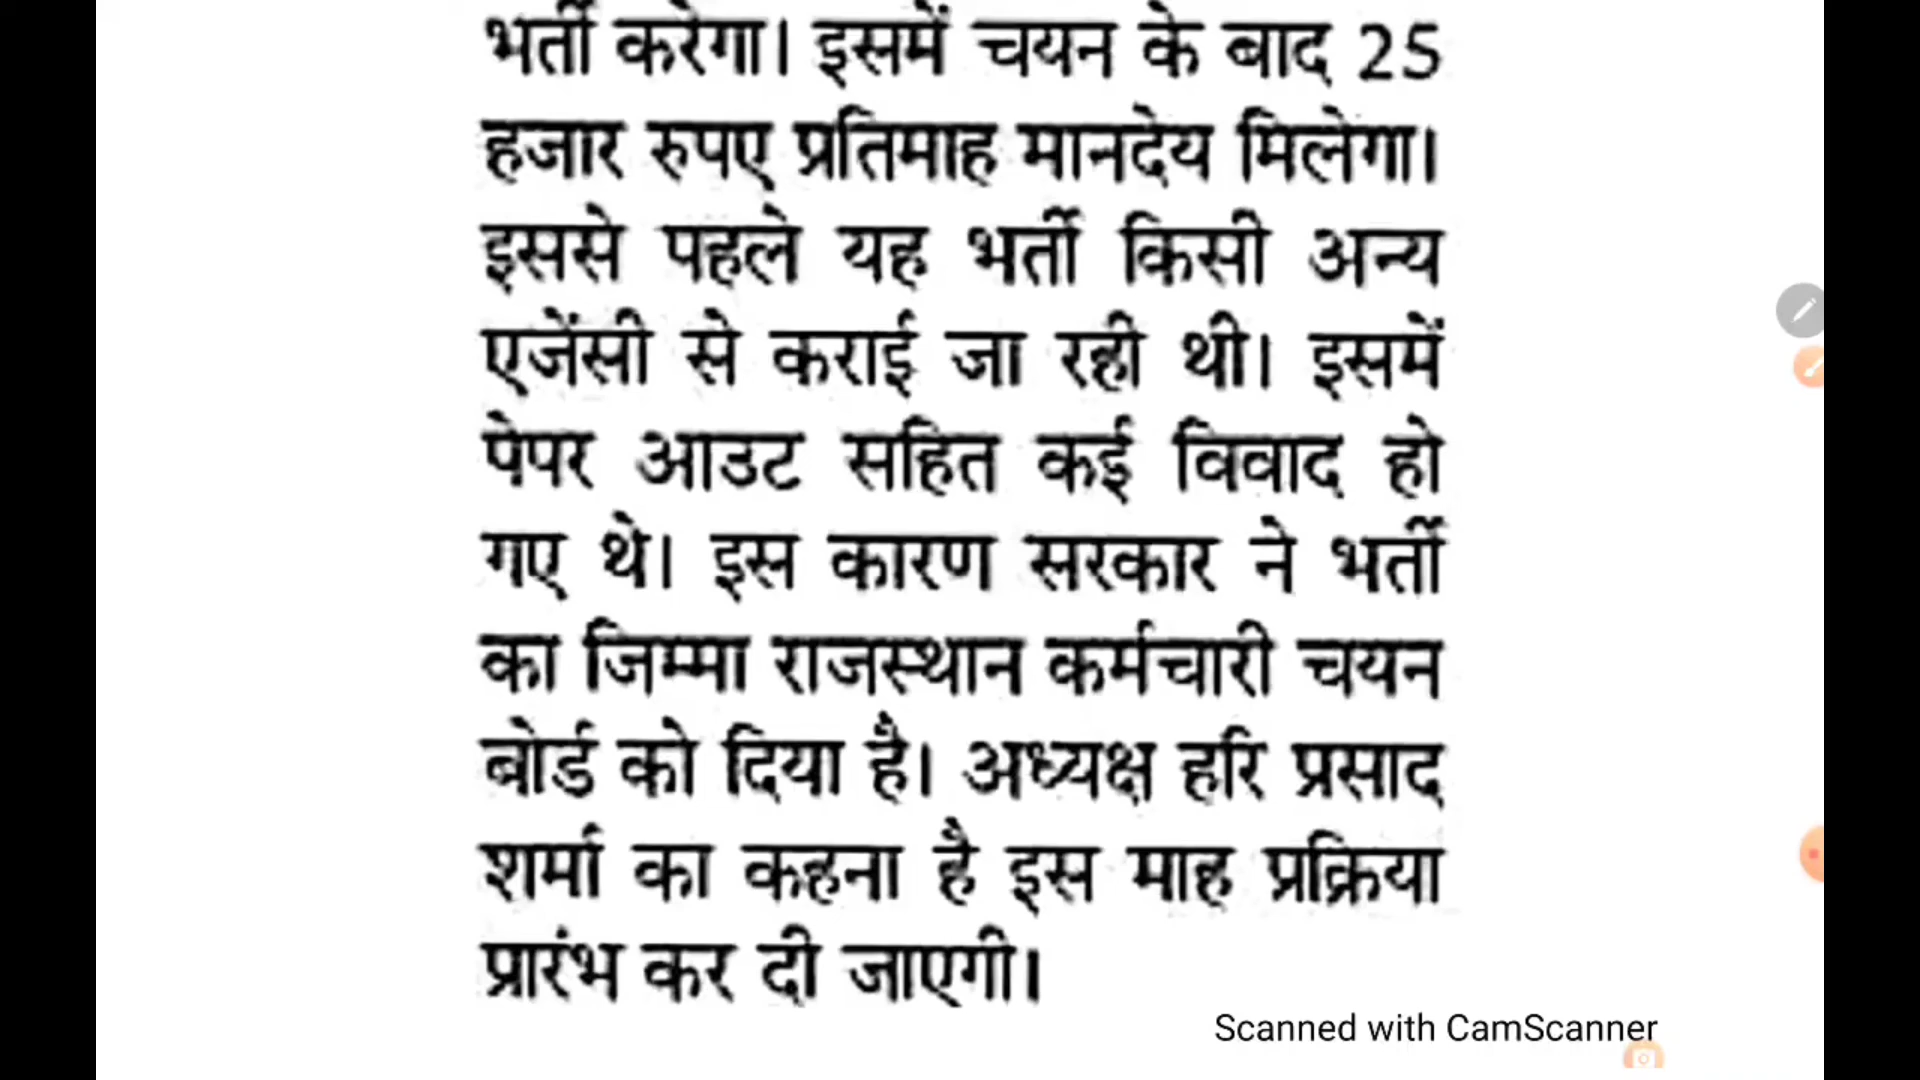 भर्ती करेगा। इसमें चयन के बाद 25
हजार रुपए प्रतिमाह मानदेय मिलेगा।
इससे पहले यह भर्ती किसी अन्य
एजेंसी से कराई जा रही थी। इसमें
पेपर आउट सहित कई विवाद हो
गए थे। इस कारण सरकार ने भर्ती
का जिम्मा राजस्थान कर्मचारी चयन
बोर्ड को दिया है। अध्यक्ष हरि प्रसाद
शर्मा का कहना है इस माह प्रक्रिया
प्रारंभ कर दी जाएगी।
Scanned with CamScanner